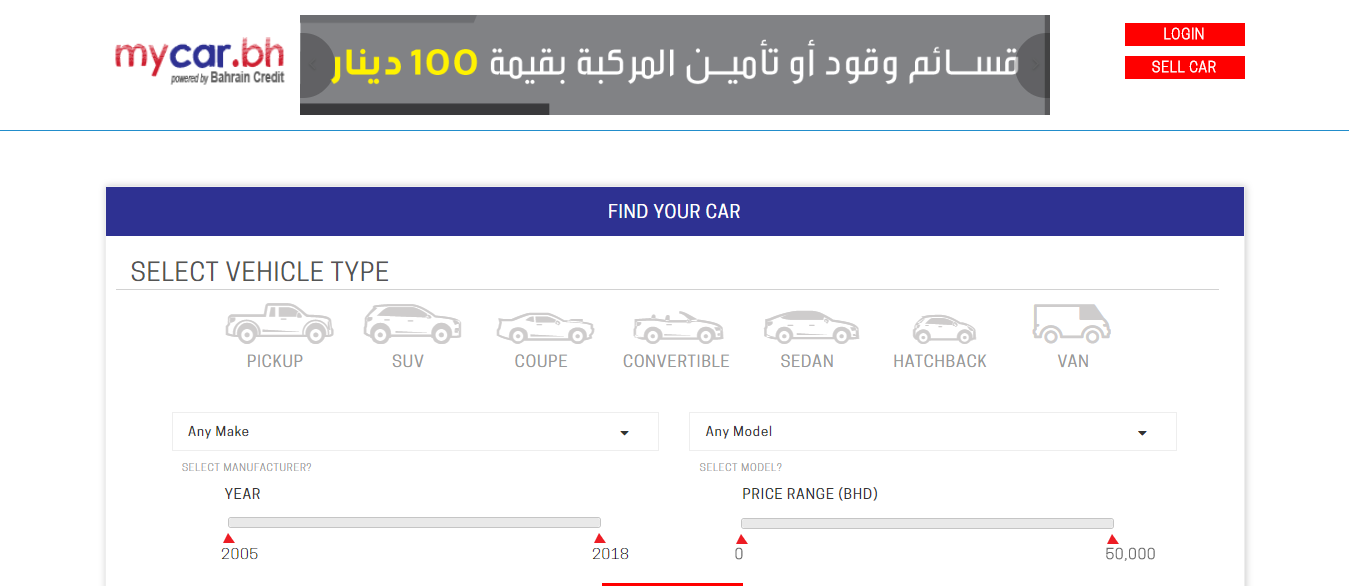 mycar.bh
powered by Bahrain Credit
قسائم وقود أو تأمين المركبة بقيمة 100 دينار
LOGIN
SELL CAR
FIND YOUR CAR
SELECT VEHICLE TYPE
PICKUP SUV COUPE CONVERTIBLE SEDAN HATCHBACK VAN
Any Make Any Model
SELECT MANUFACTURER? SELECT MODEL?
YEAR PRICE RANGE (BHD)
2005 2018 0 50,000